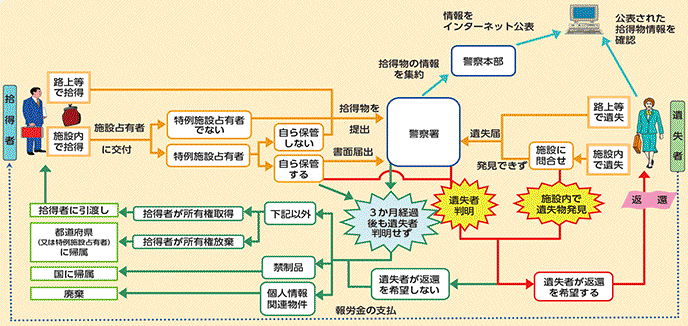 情報を
インターネット公表
公表された
拾得物情報を
確認
拾得物の情報
を集約
警察本部
拾得者
路上等
で拾得
施設内
で拾得
施設占有者
に交付
特例施設占有者
でない
特例施設占有者
自ら保管
しない
自ら保管
する
拾得物を
提出
書面届出
警察署
遺失届
発見できず
路上等
で遺失
施設に
問合せ
施設内
で遺失
遺失者
拾得者に引渡し
拾得者が所有権取得
下記以外
都道府県
(又は特例施設占有者)
に帰属
拾得者が所有権放棄
国に帰属
禁制品
廃棄
個人情報
関連物件
3か月経過
後も遺失者
判明せず
遺失者
判明
施設内で
遺失物発見
返還
遺失者が返還
を希望しない
遺失者が返還
を希望する
報労金の支払